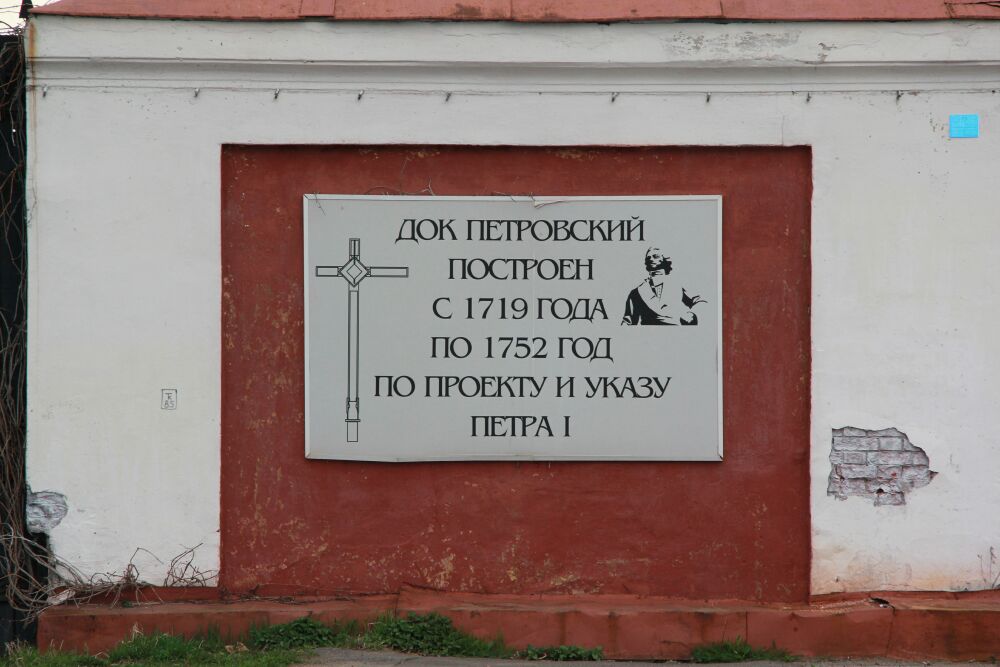 ДОК ПЕТРОВСКИЙ
ПОСТРОЕН
С 1719 ГОДА
ПО 1752 ГОД
ПО ПРОЕКТУ И УКАЗУ
ПЕТРА I